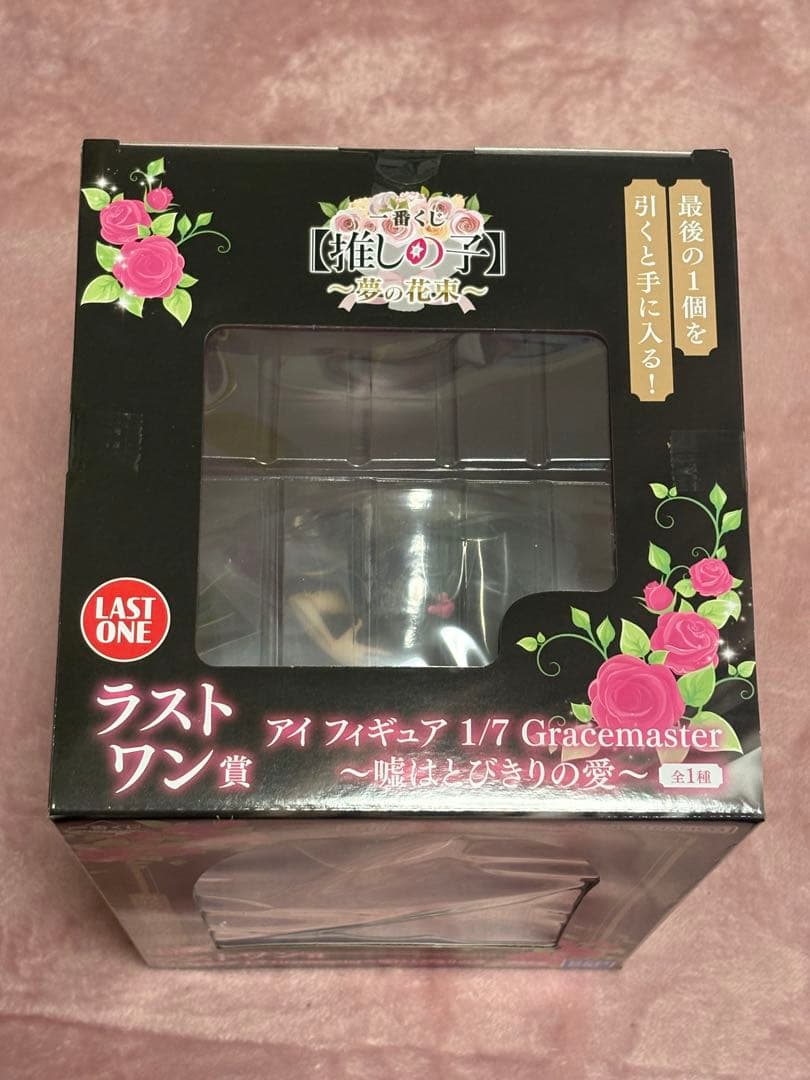 一番くじ
【推しの子】
～夢の花束～
最後の1個を
引くと手に入る！
LAST
ONE
ラスト
ワン賞
アイ フィギュア 1/7 Gracemaster
～嘘はとびきりの愛～
全1種